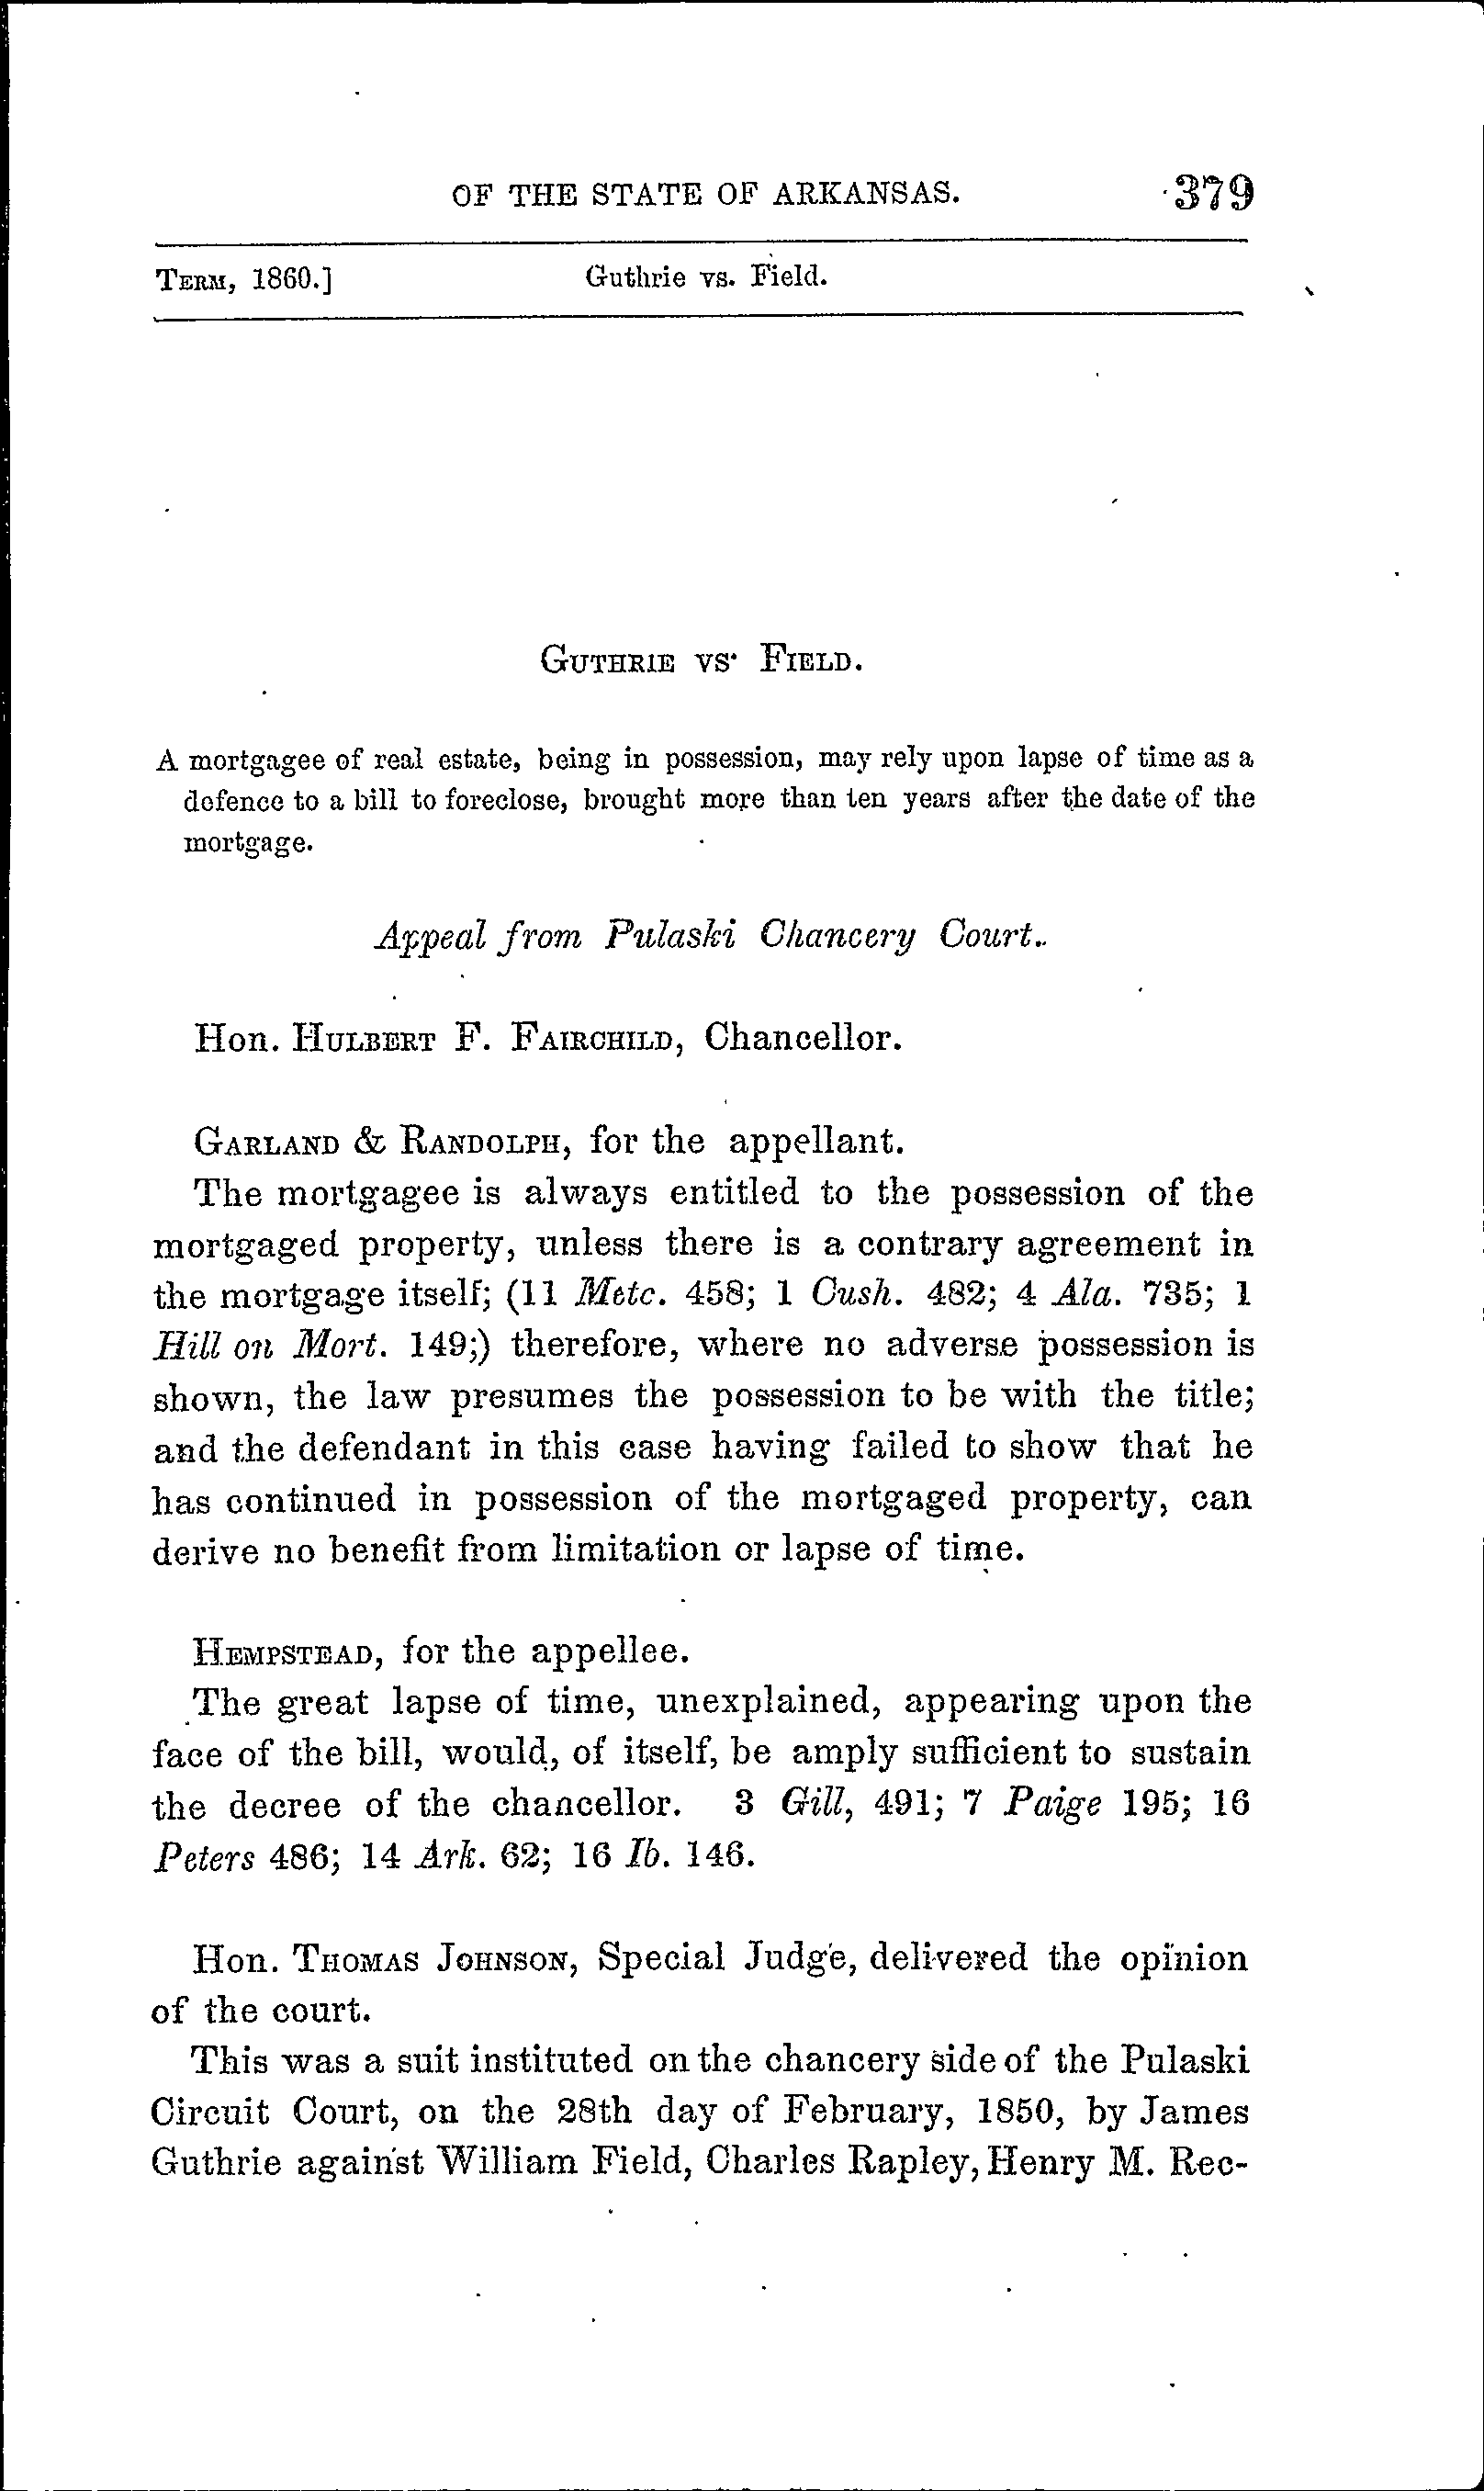 OF THE STATE OF ARKANSAS. 379
TERM, 1860.] Guthrie vs. Field.
GUTHRIE VS. FIELD.
A mortgagee of real estate, being in possession, may rely upon lapse of time as a
defence to a bill to foreclose, brought more than ten years after the date of the
mortgage.
Appeal from Pulaski Chancery Court.
Hon. HULBERT F. FAIRCHILD, Chancellor.
GARLAND & RANDOLPH, for the appellant.
The mortgagee is always entitled to the possession of the
mortgaged property, unless there is a contrary agreement in
the mortgage itself; (11 Metc. 458; 1 Cush. 482; 4 Ala. 735; 1
Hill on Mort. 149;) therefore, where no adverse possession is
shown, the law presumes the possession to be with the title;
and the defendant in this case having failed to show that he
has continued in possession of the mortgaged property, can
derive no benefit from limitation or lapse of time.
HEMPSTEAD, for the appellee.
The great lapse of time, unexplained, appearing upon the
face of the bill, would, of itself, be amply sufficient to sustain
the decree of the chancellor. 3 Gill, 491; 7 Paige 195; 16
Peters 486; 14 Ark. 62; 16 Ib. 146.
Hon. THOMAS JOHNSON, Special Judge, delivered the opinion
of the court.
This was a suit instituted on the chancery side of the Pulaski
Circuit Court, on the 28th day of February, 1850, by James
Guthrie against William Field, Charles Rapley, Henry M. Rec-